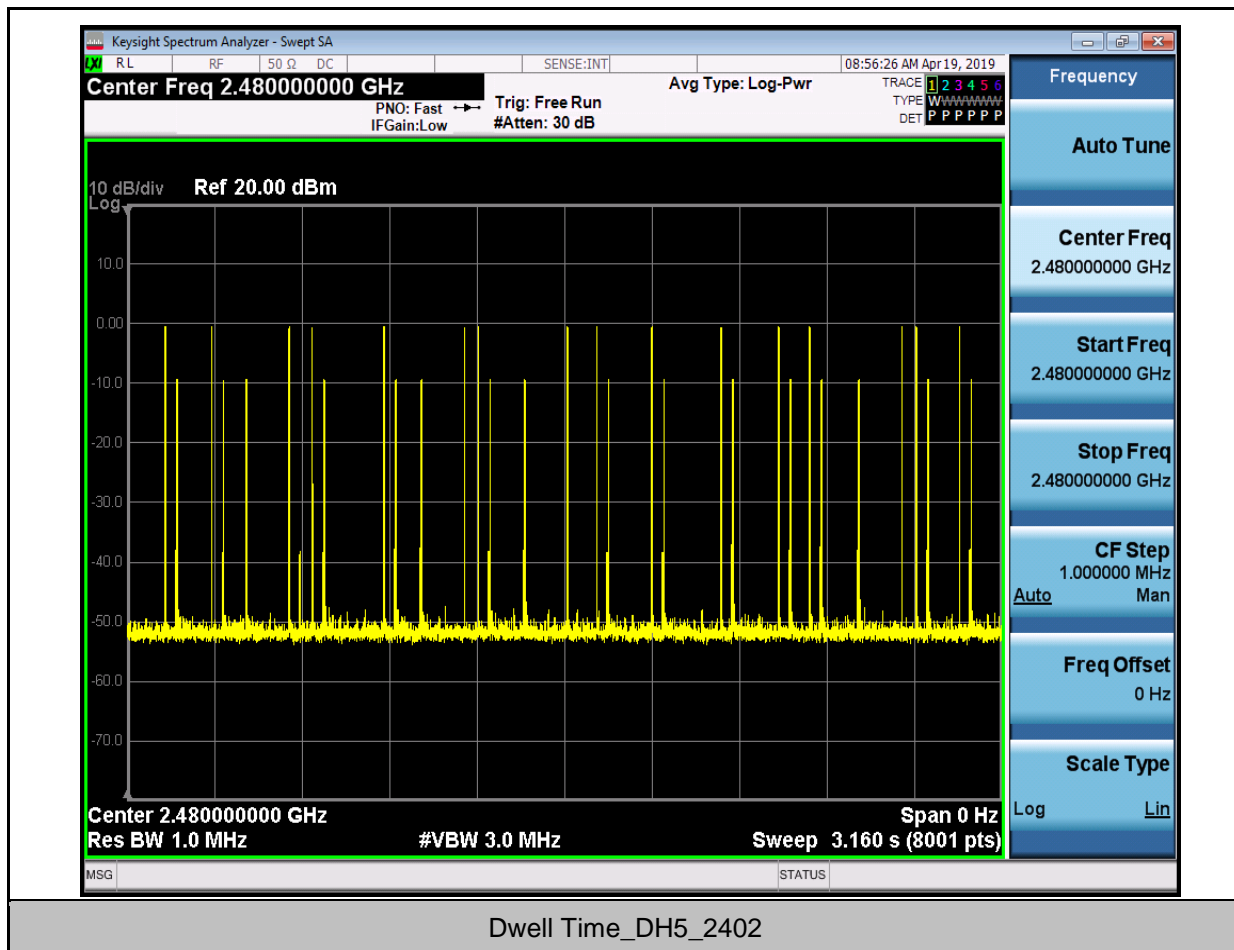 Keysight Spectrum Analyzer - Swept SA
LXI RL RF 50 Ω DC SENSE:INT 08:56:26 AM Apr 19, 2019
Center Freq 2.480000000 GHz
PNO: Fast
IFGain:Low
Trig: Free Run
#Atten: 30 dB
Avg Type: Log-Pwr
TRACE 1 2 3 4 5 6
TYPE WWWWWW
DET P P P P P P
10 dB/div Ref 20.00 dBm
Log
10.0
0.00
-10.0
-20.0
-30.0
-40.0
-50.0
-60.0
-70.0
Center 2.480000000 GHz Span 0 Hz
Res BW 1.0 MHz #VBW 3.0 MHz Sweep 3.160 s (8001 pts)
MSG STATUS
Frequency
Auto Tune
Center Freq
2.480000000 GHz
Start Freq
2.480000000 GHz
Stop Freq
2.480000000 GHz
CF Step
1.000000 MHz
Auto Man
Freq Offset
0 Hz
Scale Type
Log Lin
Dwell Time_DH5_2402